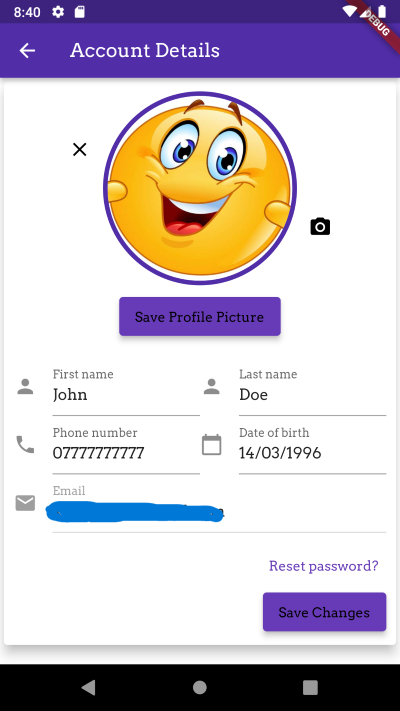 8:40
DEBUG
Account Details
Save Profile Picture
First name
Last name
John
Doe
Phone number
Date of birth
07777777777
14/03/1996
Email
Reset password?
Save Changes